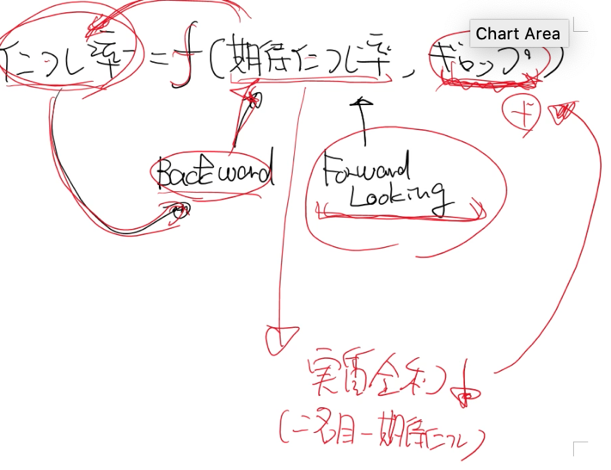 インフレ率 = f(期待インフレ率, ギャップ)
Chart Area
+
Backward
Forward
Looking
実質金利 ↓
(=名目-期待インフレ)